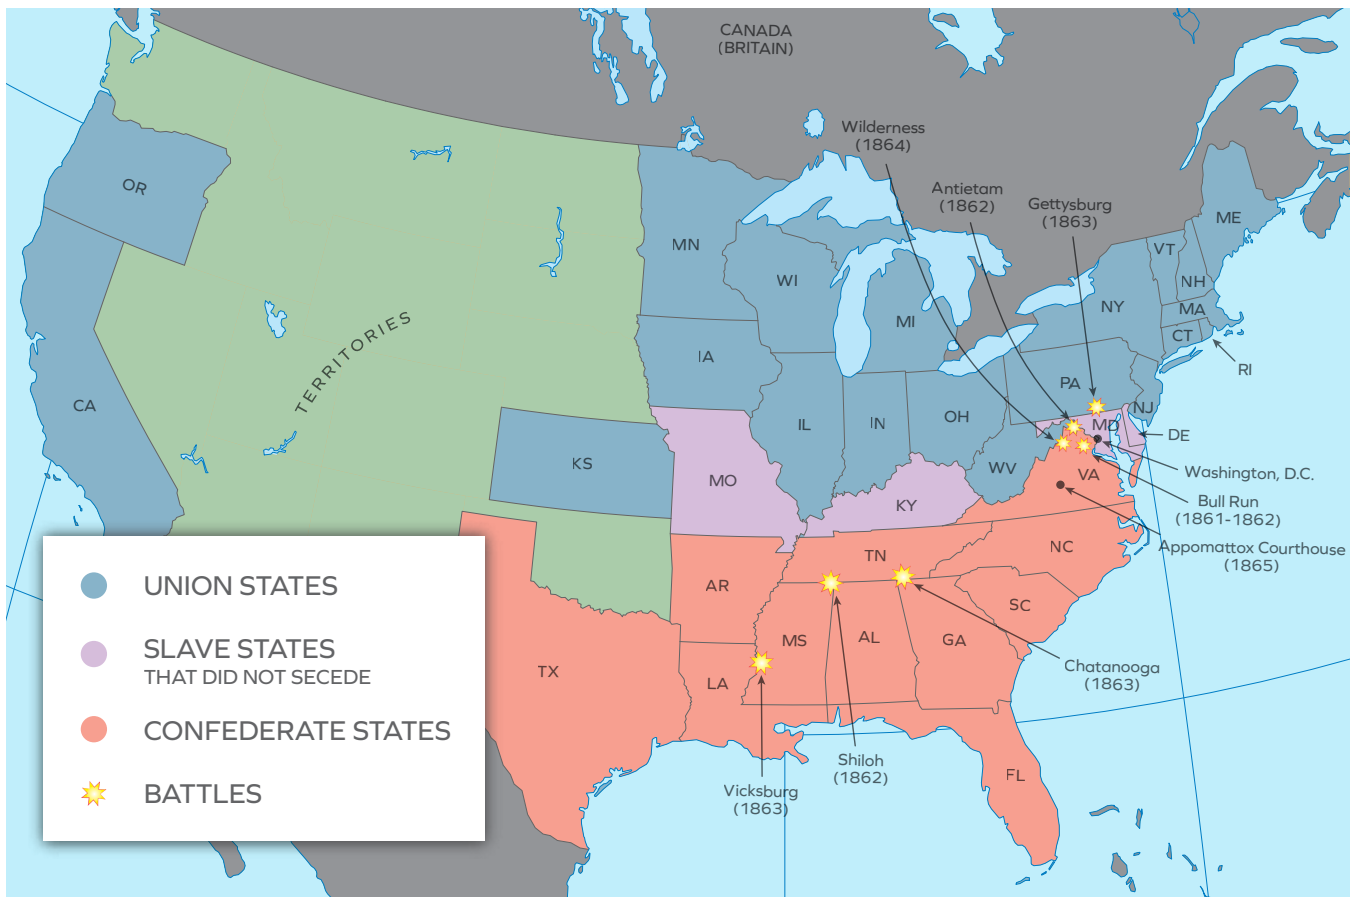 CANADA
(BRITAIN)
Wilderness
(1864)
Antietam
(1862)
Gettysburg
(1863)
OR
MN
ME
VT
WI
NH
NY
MA
MI
TERRITORIES
CT
IA
RI
PA
CA
NJ
OH
IL
IN
MD
DE
KS
WV
Washington, D.C.
MO
VA
KY
Bull Run
(1861-1862)
NC
Appomattox Courthouse
(1865)
TN
AR
SC
MS
AL
GA
TX
LA
Chatanooga
(1863)
Shiloh
(1862)
FL
Vicksburg
(1863)
UNION STATES
SLAVE STATES
THAT DID NOT SECEDE
CONFEDERATE STATES
BATTLES